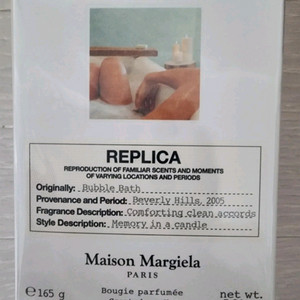 REPLICA
REPRODUCTION OF FAMILIAR SCENTS AND MOMENTS
OF VARYING LOCATIONS AND PERIODS
Originally: Bubble Bath
Provenance and Period: Beverly Hills, 2005
Fragrance Description: Comforting clean accords
Style Description: Memory in a candle
Maison Margiela
PARIS
℮ 165 g
Bougie parfumée
net wt.